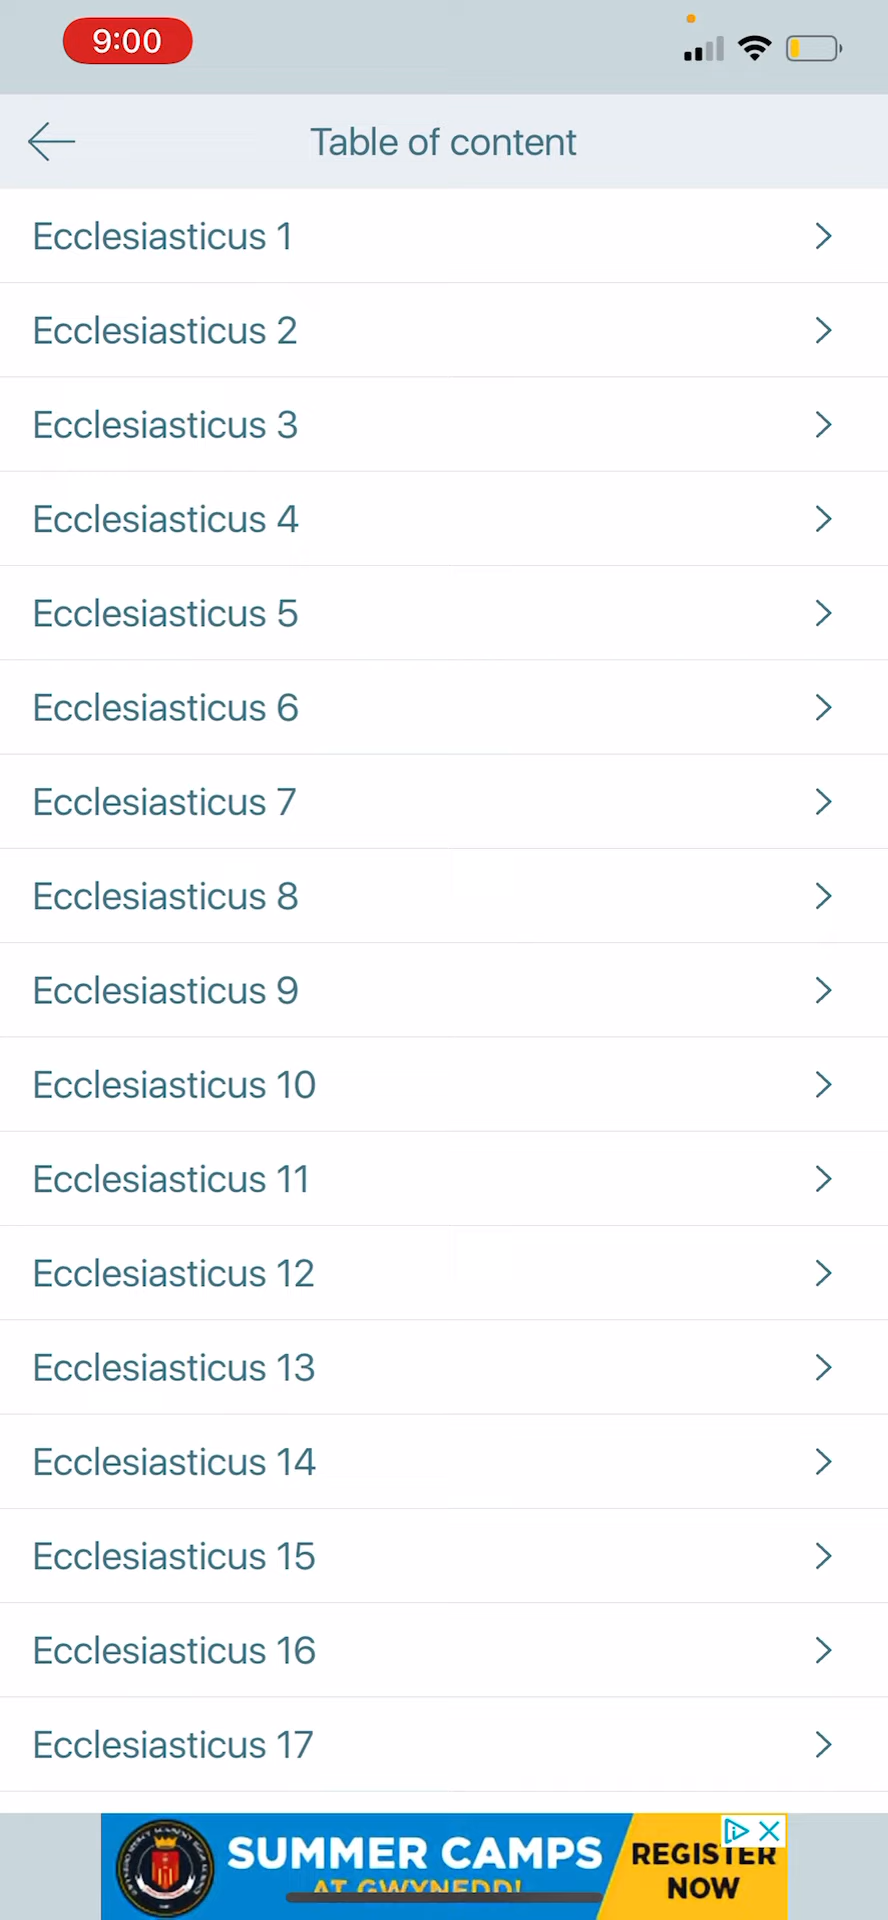 9:00
Table of content
Ecclesiasticus 1
Ecclesiasticus 2
Ecclesiasticus 3
Ecclesiasticus 4
Ecclesiasticus 5
Ecclesiasticus 6
Ecclesiasticus 7
Ecclesiasticus 8
Ecclesiasticus 9
Ecclesiasticus 10
Ecclesiasticus 11
Ecclesiasticus 12
Ecclesiasticus 13
Ecclesiasticus 14
Ecclesiasticus 15
Ecclesiasticus 16
Ecclesiasticus 17
SUMMER CAMPS
AT GWYNEDD!
REGISTER
NOW